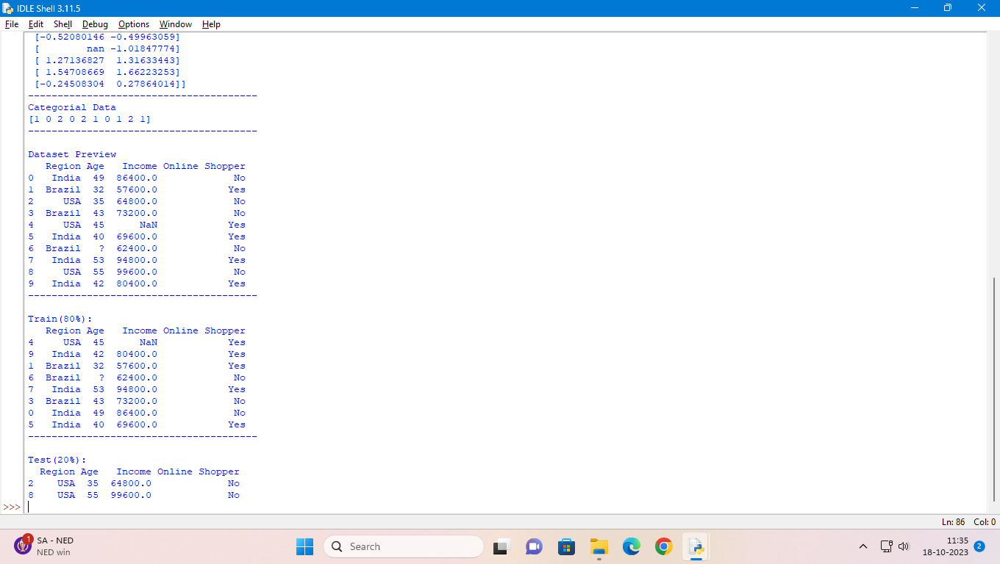 IDLE Shell 3.11.5
File Edit Shell Debug Options Window Help
[-0.52080146 -0.49963059]
[        nan -1.01847774]
[ 1.27136827  1.31633443]
[ 1.54708669  1.66223253]
[-0.24508304  0.27864014]]
---------------------------------------
Categorial Data
[1 0 2 0 2 1 0 1 2 1]
---------------------------------------
Dataset Preview
   Region Age   Income Online Shopper
0   India  49  86400.0             No
1  Brazil  32  57600.0            Yes
2     USA  35  64800.0             No
3  Brazil  43  73200.0             No
4     USA  45      NaN            Yes
5   India  40  69600.0            Yes
6  Brazil   ?  62400.0             No
7   India  53  94800.0            Yes
8     USA  55  99600.0             No
9   India  42  80400.0            Yes
---------------------------------------
Train(80%):
   Region Age   Income Online Shopper
4     USA  45      NaN            Yes
9   India  42  80400.0            Yes
1  Brazil  32  57600.0            Yes
6  Brazil   ?  62400.0             No
7   India  53  94800.0            Yes
3  Brazil  43  73200.0             No
0   India  49  86400.0             No
5   India  40  69600.0            Yes
---------------------------------------
Test(20%):
  Region Age   Income Online Shopper
2    USA  35  64800.0             No
8    USA  55  99600.0             No
>>>
Ln: 86 Col: 0
1
SA - NED
NED win
Search
11:35
18-10-2023
2